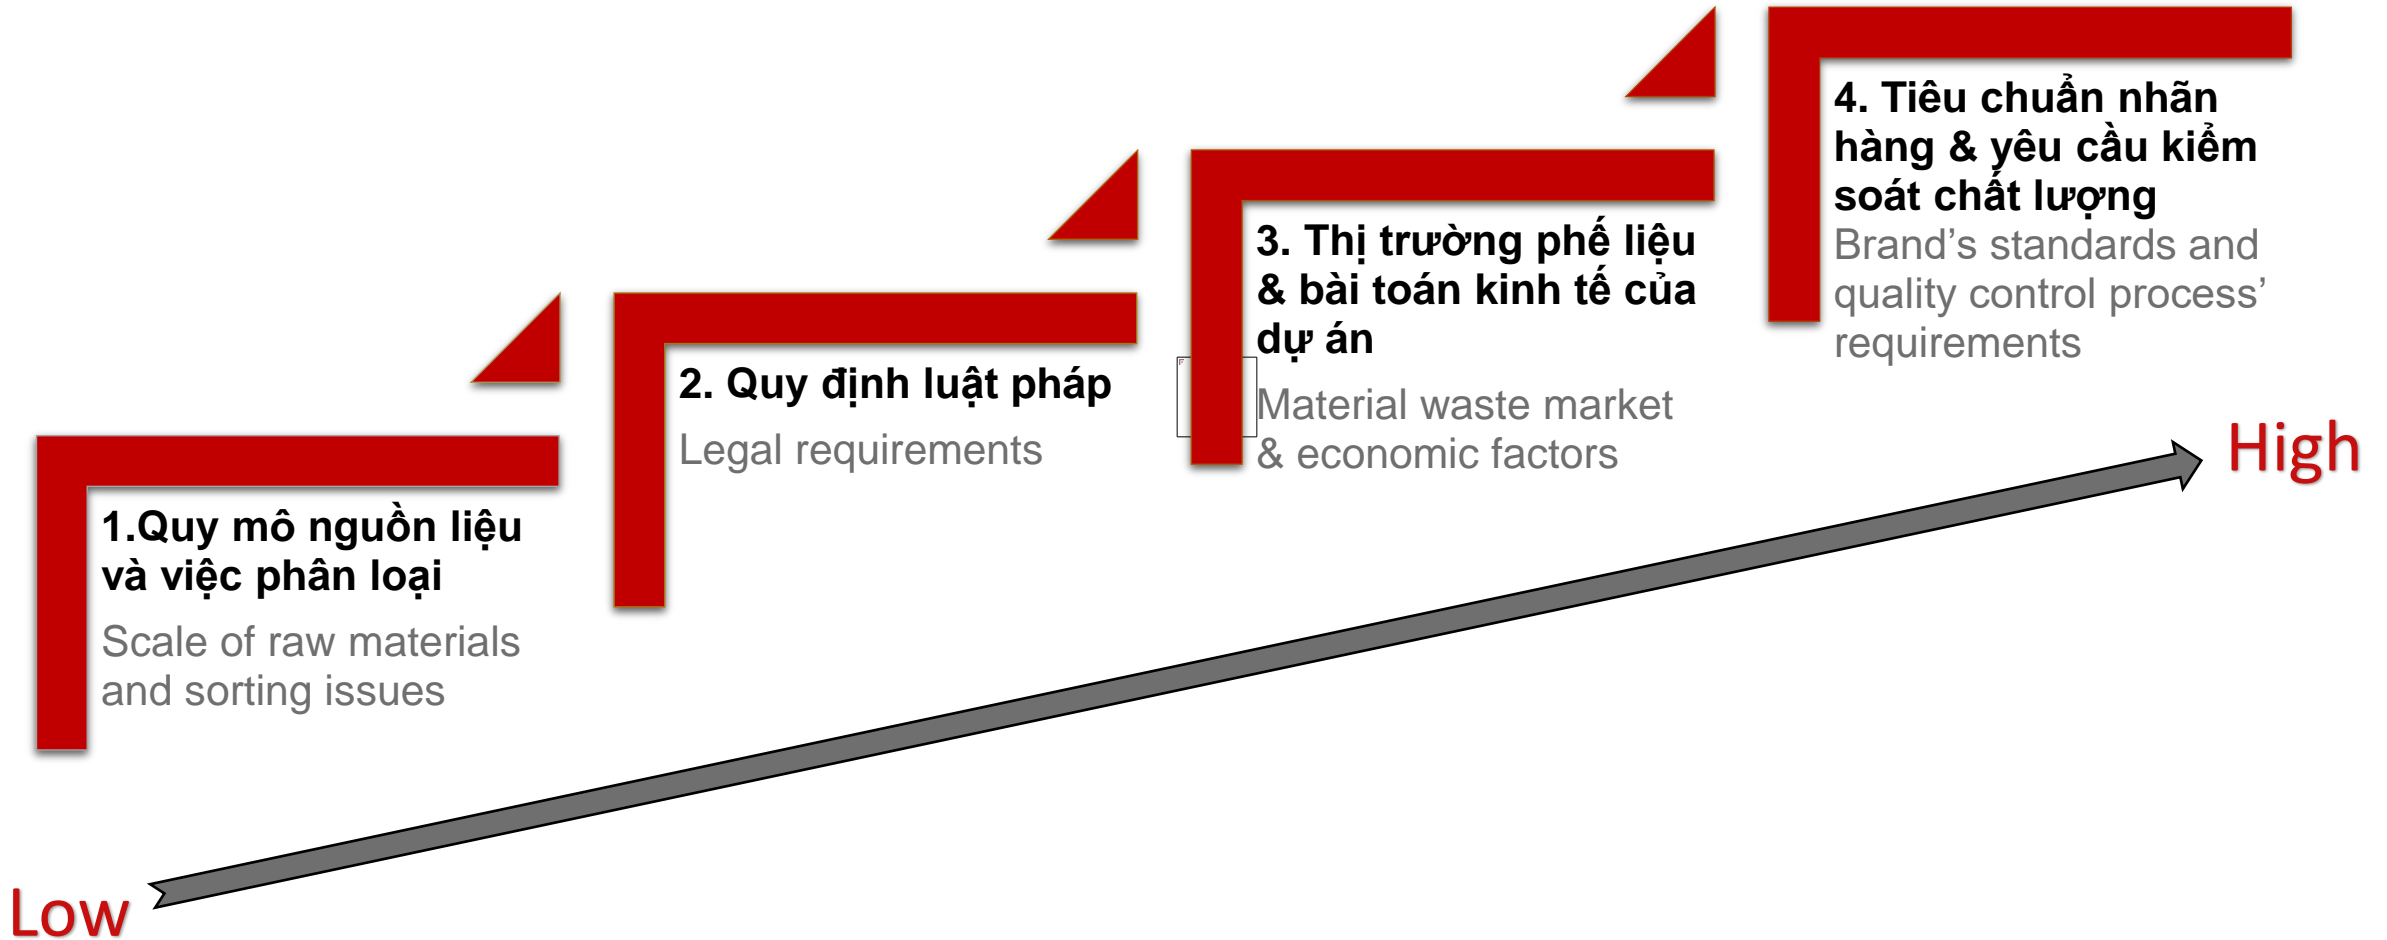 1.Quy mô nguồn liệu
và việc phân loại
Scale of raw materials
and sorting issues
2. Quy định luật pháp
Legal requirements
3. Thị trường phế liệu
& bài toán kinh tế của
dự án
Material waste market
& economic factors
4. Tiêu chuẩn nhãn
hàng & yêu cầu kiểm
soát chất lượng
Brand’s standards and
quality control process’
requirements
Low
High